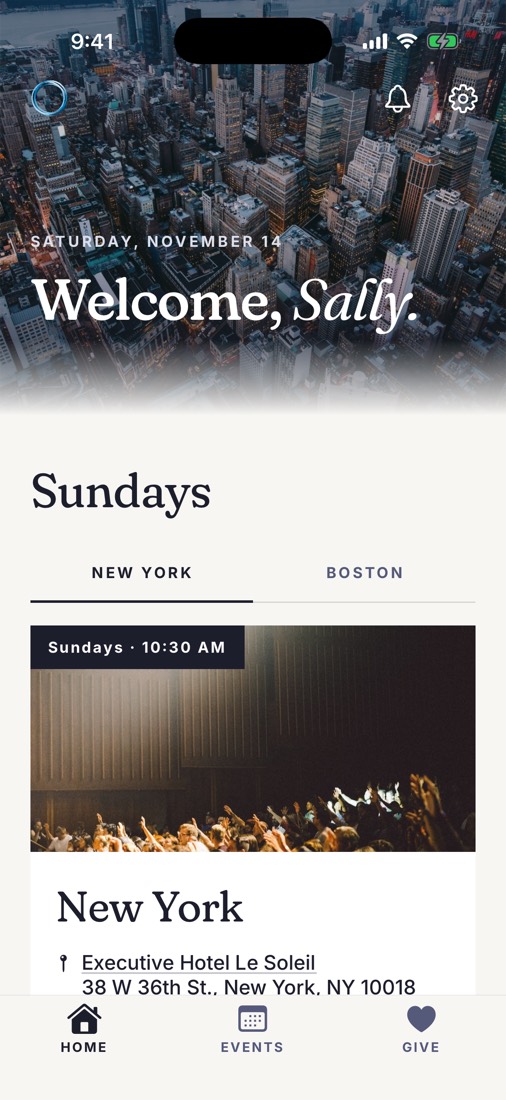 9:41
SATURDAY, NOVEMBER 14
Welcome, Sally.
Sundays
NEW YORK
BOSTON
Sundays · 10:30 AM
New York
Executive Hotel Le Soleil
38 W 36th St., New York, NY 10018
HOME
EVENTS
GIVE